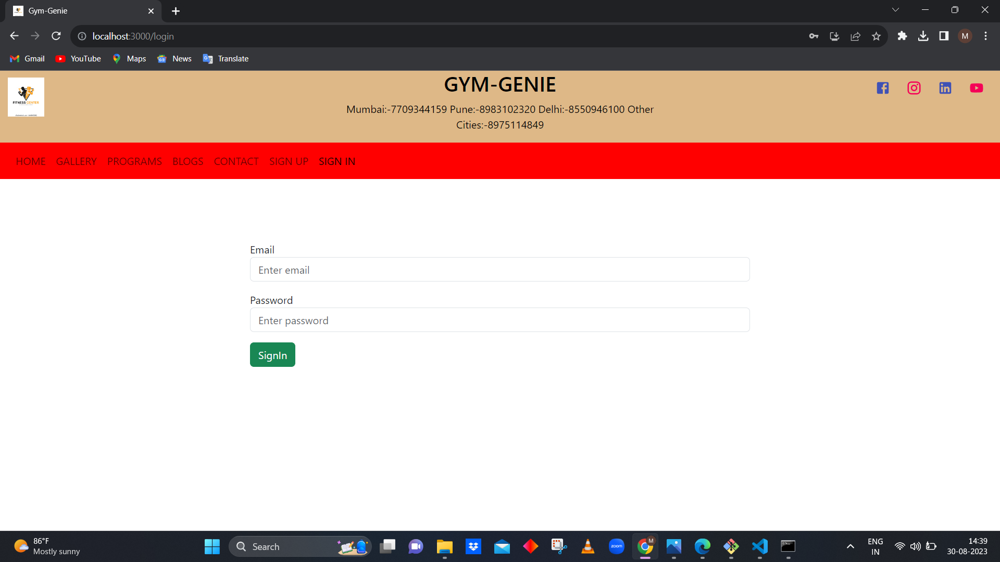 Gym-Genie
localhost:3000/login
M
Gmail YouTube Maps News Translate
FITNESS CENTER
GYM-GENIE
Mumbai:-7709344159 Pune:-8983102320 Delhi:-8550946100 Other
Cities:-8975114849
HOME GALLERY PROGRAMS BLOGS CONTACT SIGN UP SIGN IN
Email
Enter email
Password
Enter password
SignIn
86°F
Mostly sunny
Search
zoom
M
ENG
IN
14:39
30-08-2023